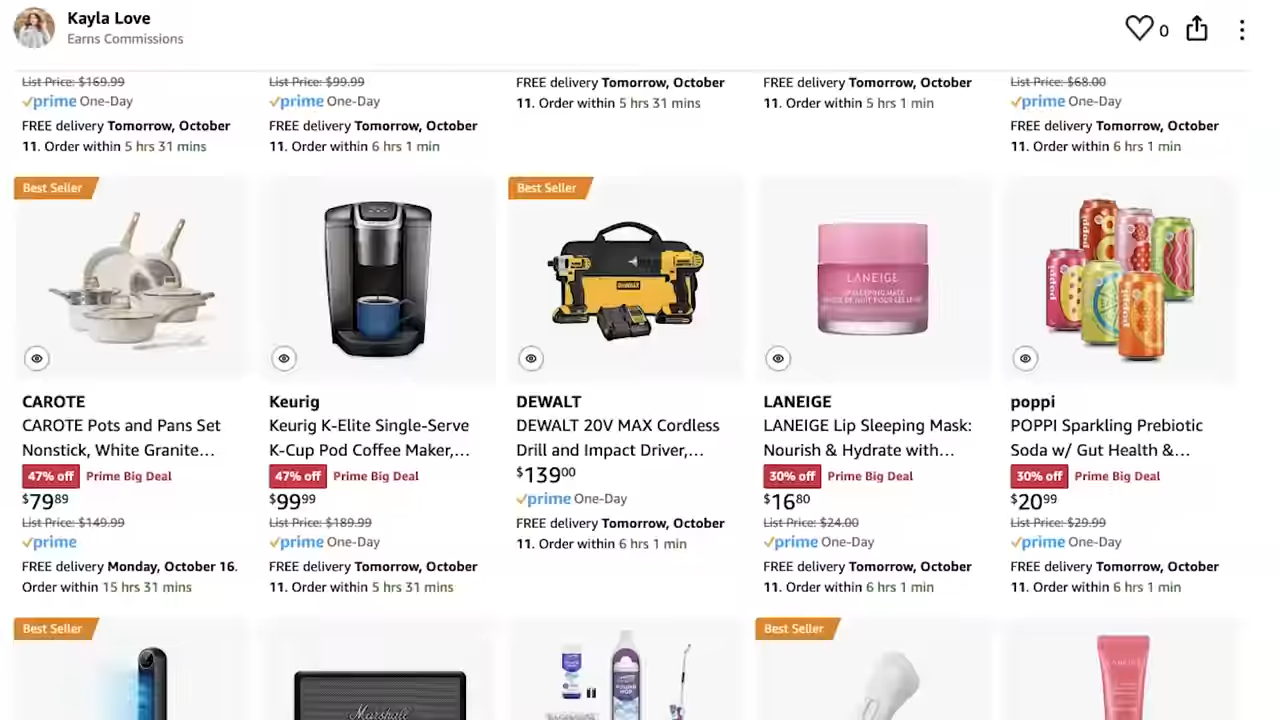 Kayla Love
Earns Commissions
0
List Price: $169.99
prime One-Day
FREE delivery Tomorrow, October
11. Order within 5 hrs 31 mins
List Price: $99.99
prime One-Day
FREE delivery Tomorrow, October
11. Order within 6 hrs 1 min
FREE delivery Tomorrow, October
11. Order within 5 hrs 31 mins
FREE delivery Tomorrow, October
11. Order within 5 hrs 1 min
List Price: $68.00
prime One-Day
FREE delivery Tomorrow, October
11. Order within 6 hrs 1 min
Best Seller
CAROTE
CAROTE Pots and Pans Set
Nonstick, White Granite...
47% off Prime Big Deal
$79 89
List Price: $149.99
prime
FREE delivery Monday, October 16.
Order within 15 hrs 31 mins
Keurig
Keurig K-Elite Single-Serve
K-Cup Pod Coffee Maker,...
47% off Prime Big Deal
$99 99
List Price: $189.99
prime One-Day
FREE delivery Tomorrow, October
11. Order within 5 hrs 31 mins
Best Seller
DEWALT
DEWALT
DEWALT 20V MAX Cordless
Drill and Impact Driver,...
$139 00
prime One-Day
FREE delivery Tomorrow, October
11. Order within 6 hrs 1 min
LANEIGE
LIP SLEEPING MASK
LANEIGE
LANEIGE Lip Sleeping Mask:
Nourish & Hydrate with...
30% off Prime Big Deal
$16 80
List Price: $24.00
prime One-Day
FREE delivery Tomorrow, October
11. Order within 6 hrs 1 min
poppi
poppi
poppi
poppi
poppi
POPPI Sparkling Prebiotic
Soda w/ Gut Health &...
30% off Prime Big Deal
$20 99
List Price: $29.99
prime One-Day
FREE delivery Tomorrow, October
11. Order within 6 hrs 1 min
Best Seller
Marshall
Best Seller
LANEIGE